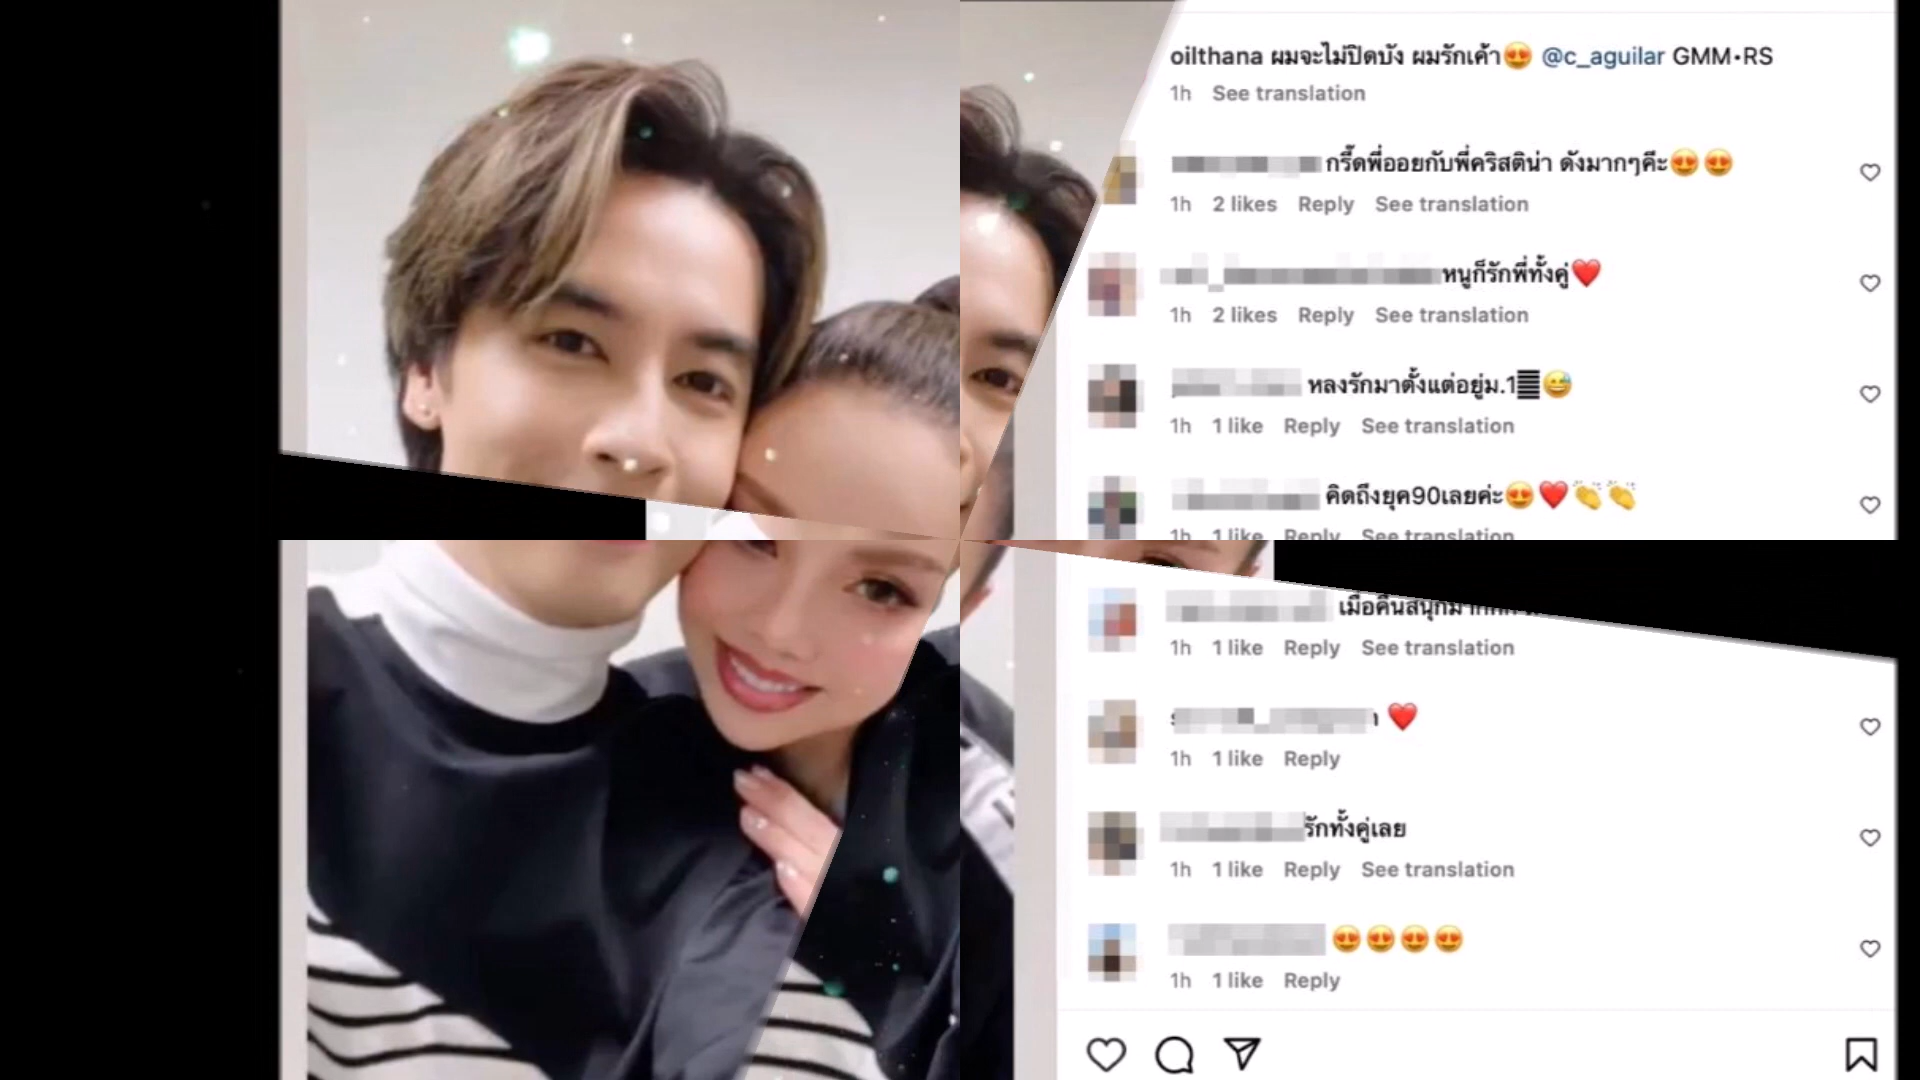 oilthana ผมจะไม่ปิดบัง ผมรักเค้า😍 @c_aguilar GMM•RS
1h See translation
กรี๊ดพี่ออยกับพี่คริสติน่า ดังมากๆคีะ😍😍
1h 2 likes Reply See translation
หนูก็รักพี่ทั้งคู่❤️
1h 2 likes Reply See translation
หลงรักมาตั้งแต่อยู่ม.1😅
1h 1 like Reply See translation
คิดถึงยุค90เลยค่ะ😍❤️👏👏
1h 1 like Reply See translation
เมื่อคืนสนุกมาก
1h 1 like Reply See translation
❤️
1h 1 like Reply
รักทั้งคู่เลย
1h 1 like Reply See translation
😍😍😍😍
1h 1 like Reply